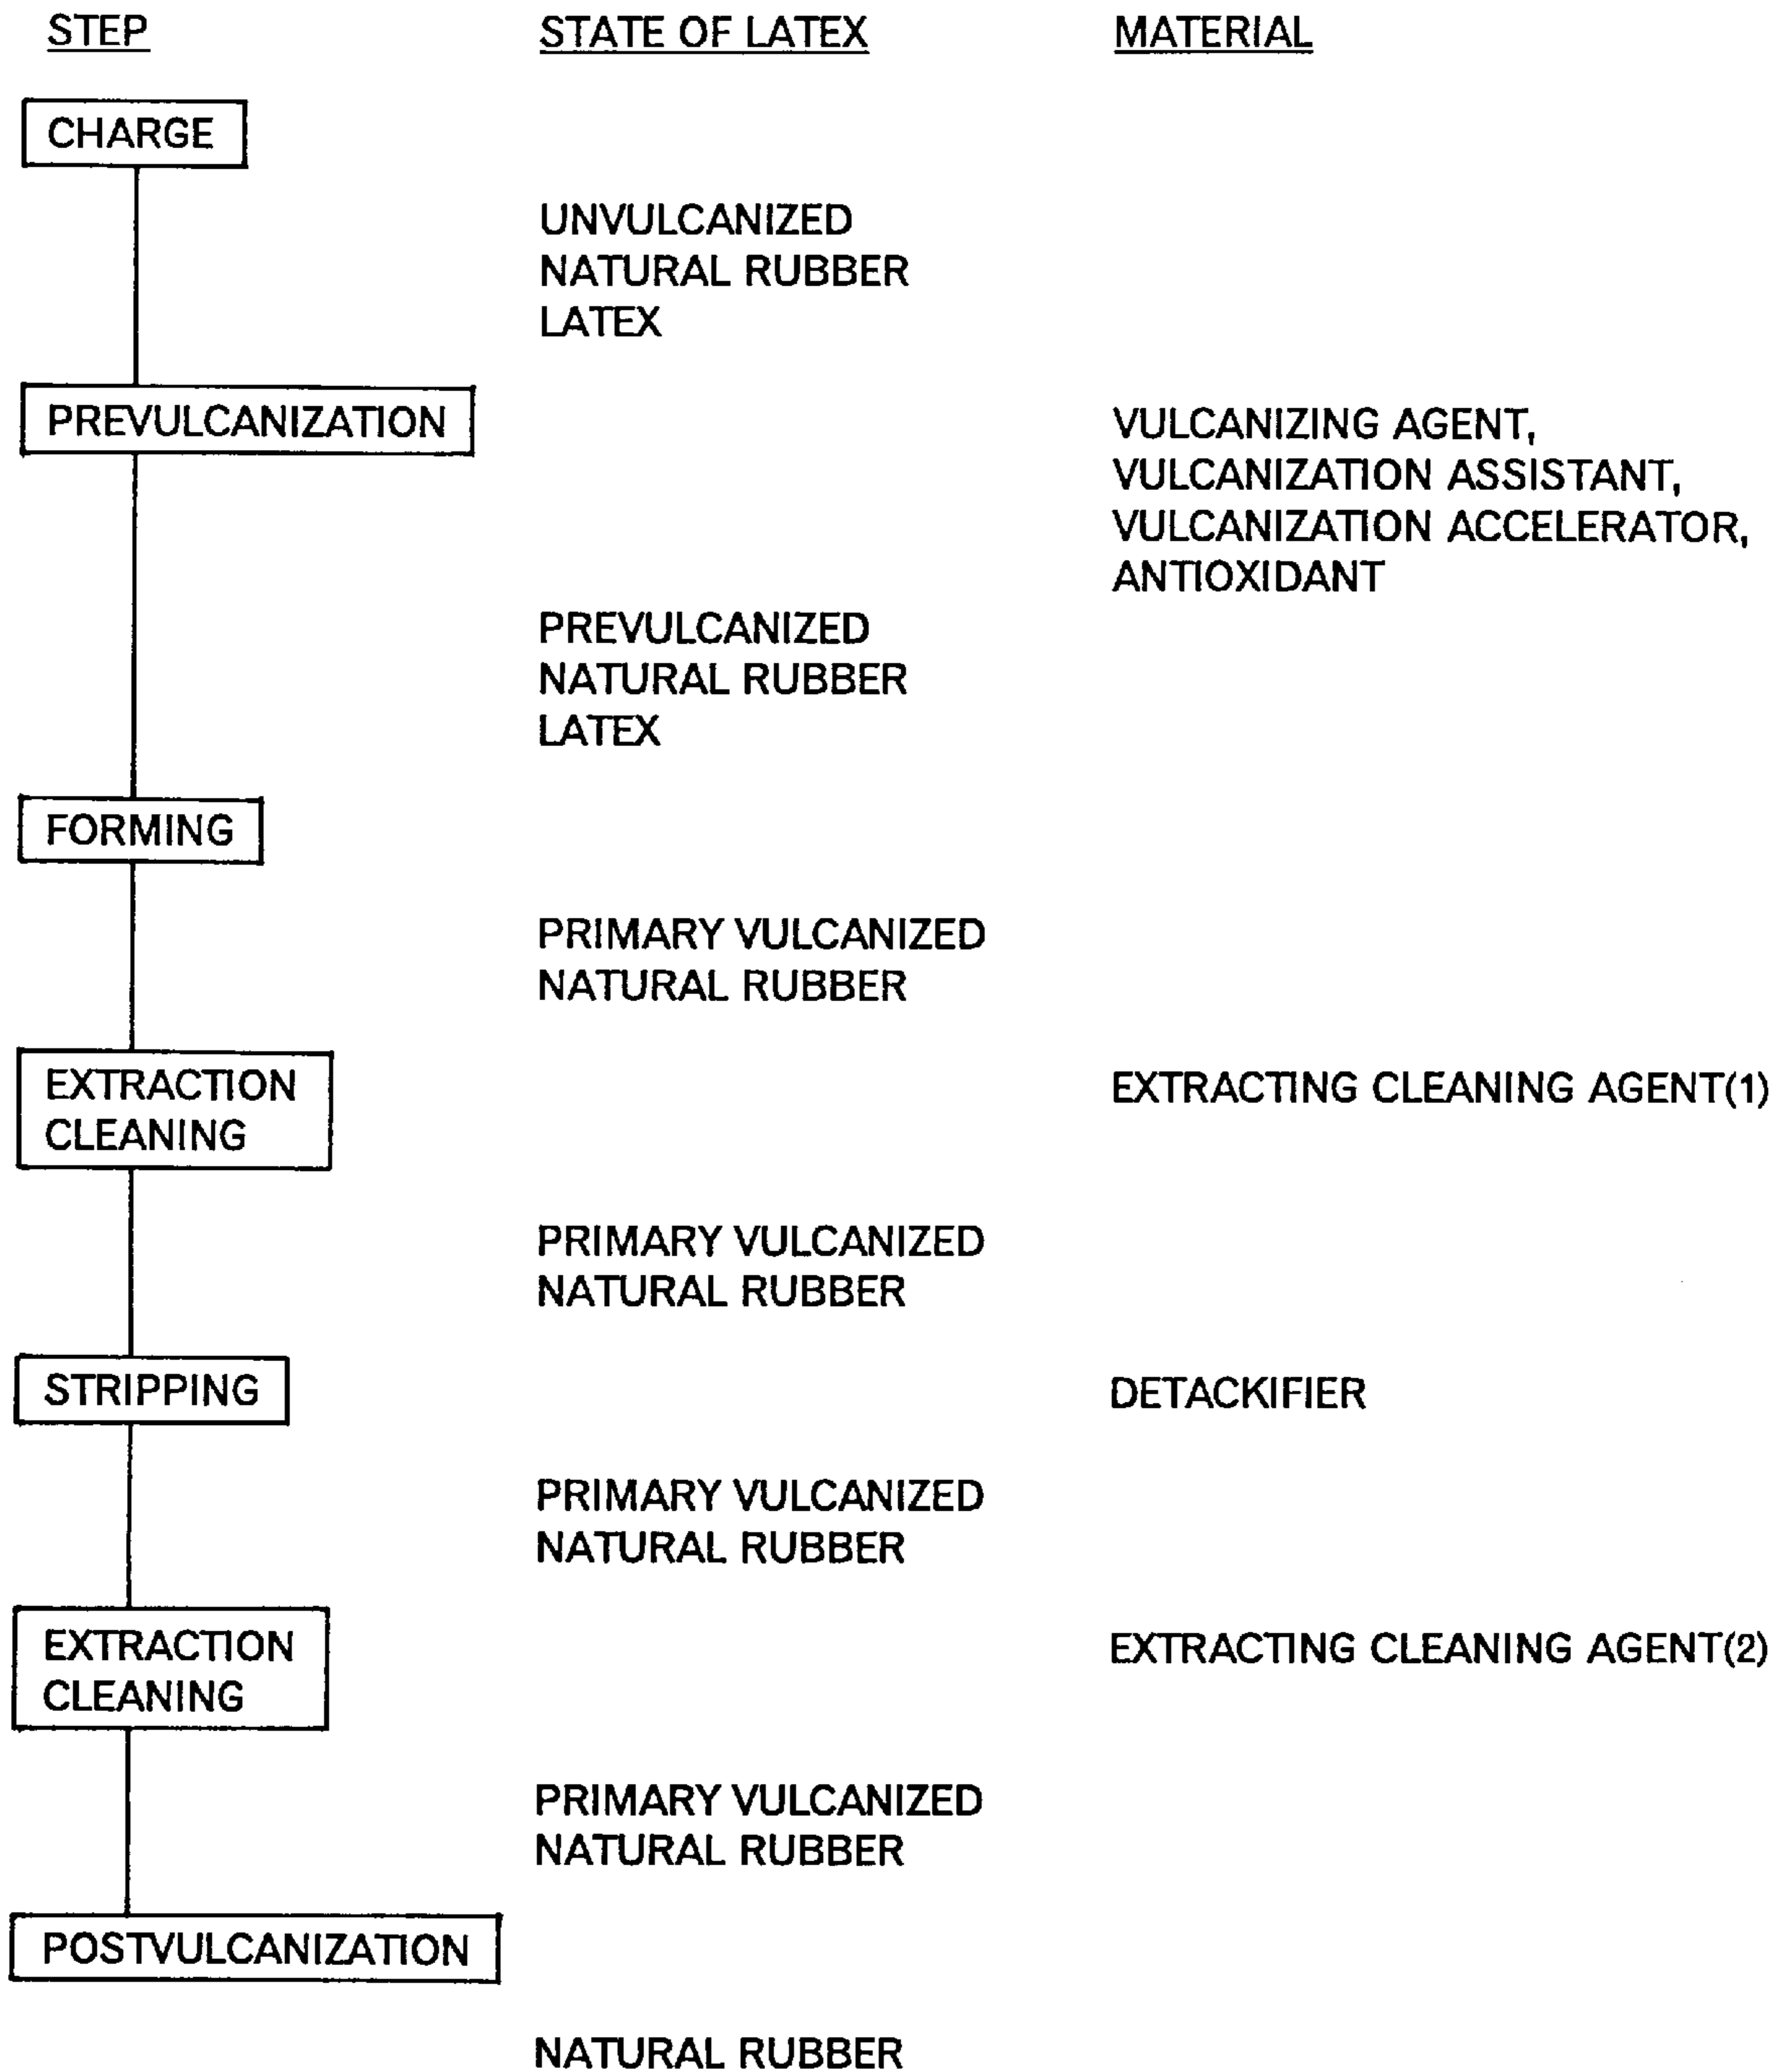 STEP
STATE OF LATEX
MATERIAL
CHARGE
UNVULCANIZED
NATURAL RUBBER
LATEX
PREVULCANIZATION
VULCANIZING AGENT,
VULCANIZATION ASSISTANT,
VULCANIZATION ACCELERATOR,
ANTIOXIDANT
PREVULCANIZED
NATURAL RUBBER
LATEX
FORMING
PRIMARY VULCANIZED
NATURAL RUBBER
EXTRACTION
CLEANING
EXTRACTING CLEANING AGENT(1)
PRIMARY VULCANIZED
NATURAL RUBBER
STRIPPING
DETACKIFIER
PRIMARY VULCANIZED
NATURAL RUBBER
EXTRACTION
CLEANING
EXTRACTING CLEANING AGENT(2)
PRIMARY VULCANIZED
NATURAL RUBBER
POSTVULCANIZATION
NATURAL RUBBER